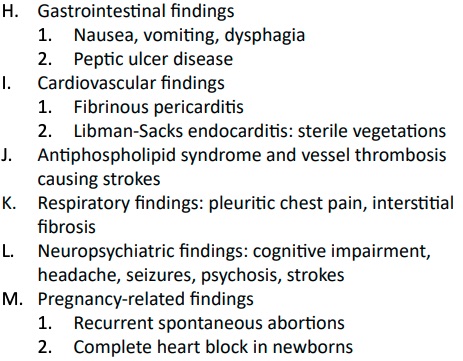 H. Gastrointestinal findings
1. Nausea, vomiting, dysphagia
2. Peptic ulcer disease
I. Cardiovascular findings
1. Fibrinous pericarditis
2. Libman-Sacks endocarditis: sterile vegetations
J. Antiphospholipid syndrome and vessel thrombosis
causing strokes
K. Respiratory findings: pleuritic chest pain, interstitial
fibrosis
L. Neuropsychiatric findings: cognitive impairment,
headache, seizures, psychosis, strokes
M. Pregnancy-related findings
1. Recurrent spontaneous abortions
2. Complete heart block in newborns